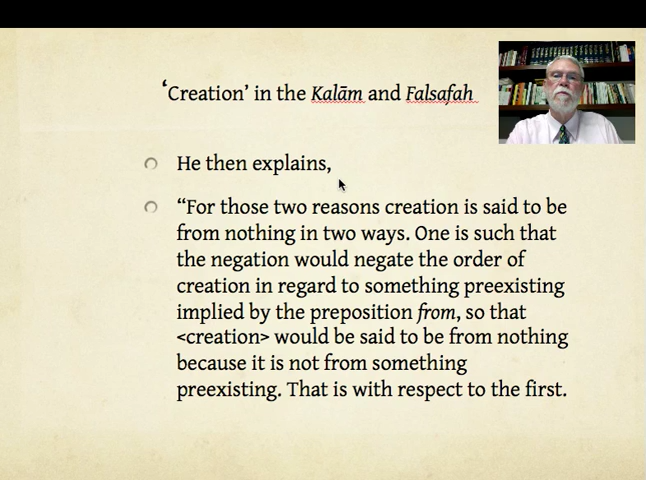 ‘Creation’ in the Kalām and Falsafah
He then explains,
“For those two reasons creation is said to be
from nothing in two ways. One is such that
the negation would negate the order of
creation in regard to something preexisting
implied by the preposition from, so that
<creation> would be said to be from nothing
because it is not from something
preexisting. That is with respect to the first.